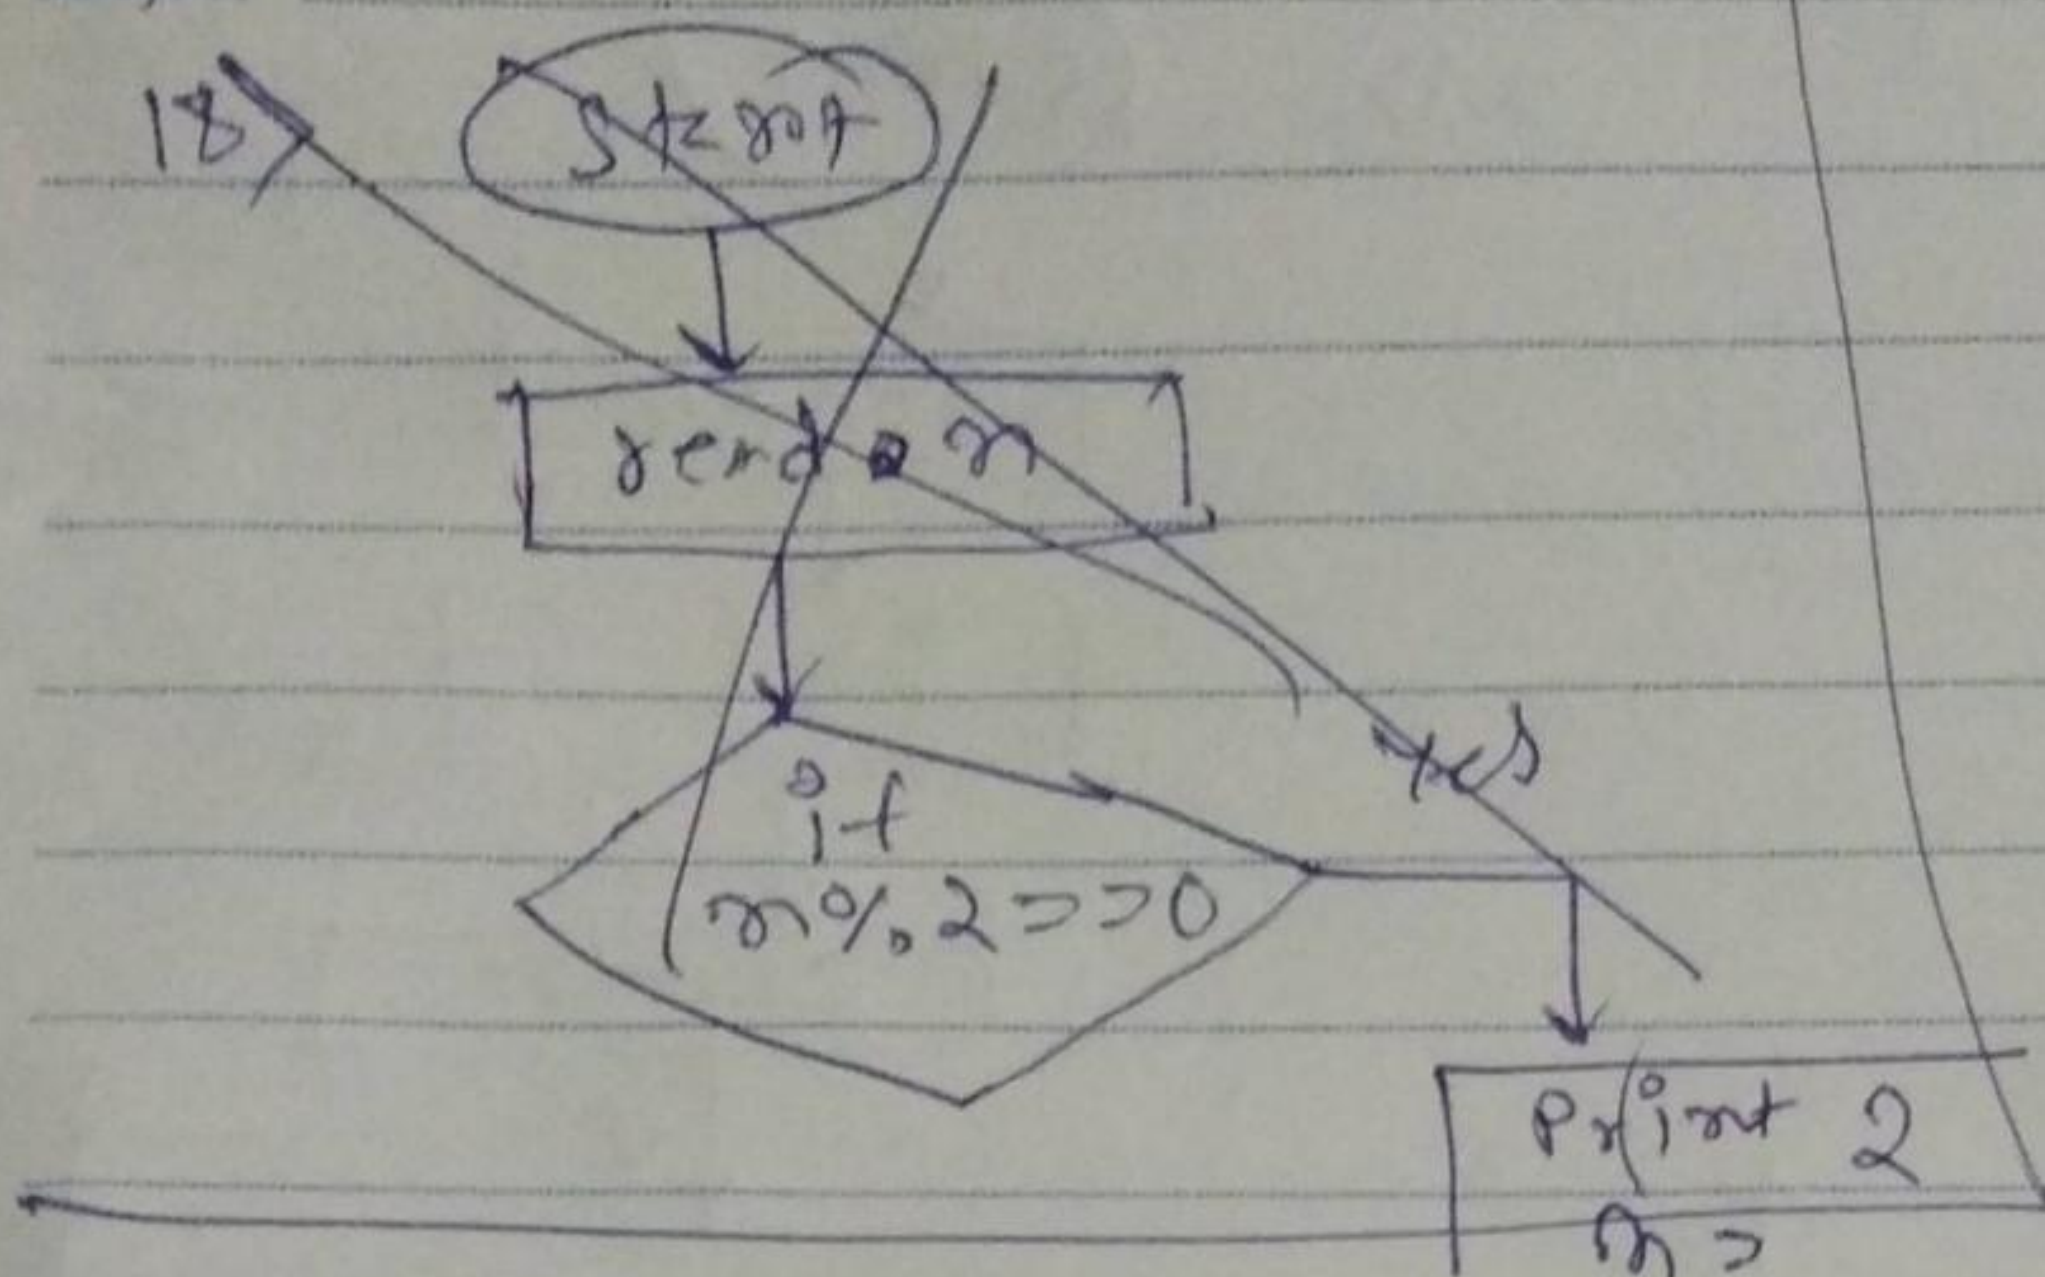 18)
Start
read n
if
n%2==0
Yes
Print 2
n=